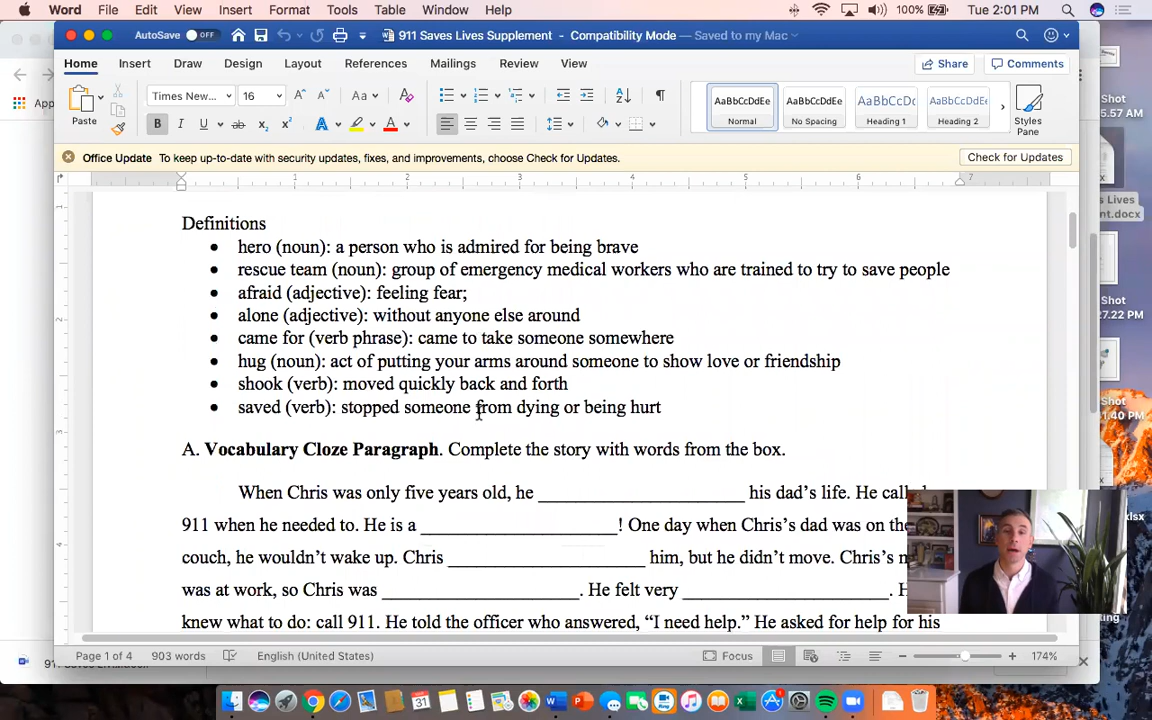 Word File Edit View Insert Format Tools Table Window Help 100% Tue 2:01 PM
AutoSave OFF 911 Saves Lives Supplement - Compatibility Mode — Saved to my Mac
Home Insert Draw Design Layout References Mailings Review View Share Comments
Paste Times New... 16 Aa AaBbCcDdEe AaBbCcDdEe AaBbCcDc AaBbCcDdEe
Normal No Spacing Heading 1 Heading 2 Styles Pane
Office Update To keep up-to-date with security updates, fixes, and improvements, choose Check for Updates. Check for Updates
1 2 3 4 5 6 7
Definitions
• hero (noun): a person who is admired for being brave
• rescue team (noun): group of emergency medical workers who are trained to try to save people
• afraid (adjective): feeling fear;
• alone (adjective): without anyone else around
• came for (verb phrase): came to take someone somewhere
• hug (noun): act of putting your arms around someone to show love or friendship
• shook (verb): moved quickly back and forth
• saved (verb): stopped someone from dying or being hurt
A. Vocabulary Cloze Paragraph. Complete the story with words from the box.
When Chris was only five years old, he ____________________ his dad's life. He call
911 when he needed to. He is a ____________________! One day when Chris's dad was on the
couch, he wouldn't wake up. Chris ____________________ him, but he didn't move. Chris's
was at work, so Chris was ____________________. He felt very ____________________.
knew what to do: call 911. He told the officer who answered, "I need help." He asked for help for his
Page 1 of 4 903 words English (United States) Focus 174%